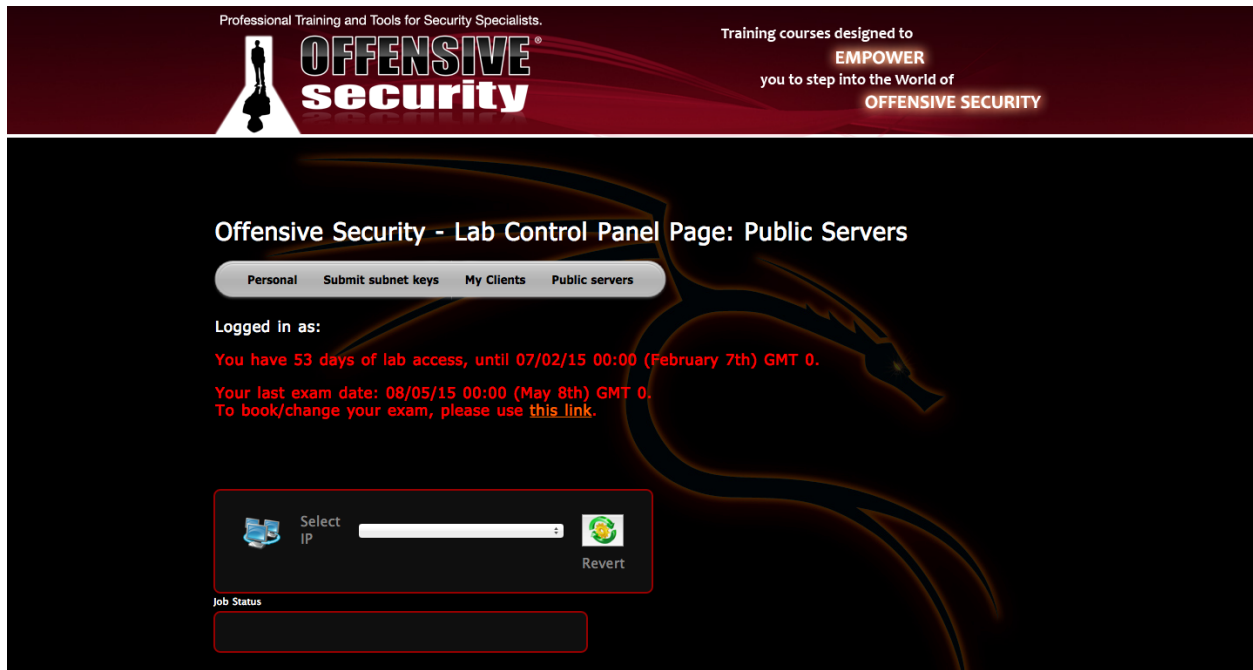 Professional Training and Tools for Security Specialists.
OFFENSIVE®
security
Training courses designed to
EMPOWER
you to step into the World of
OFFENSIVE SECURITY
Offensive Security - Lab Control Panel Page: Public Servers
Personal Submit subnet keys My Clients Public servers
Logged in as:
You have 53 days of lab access, until 07/02/15 00:00 (February 7th) GMT 0.
Your last exam date: 08/05/15 00:00 (May 8th) GMT 0.
To book/change your exam, please use this link.
Select
IP
Revert
Job Status